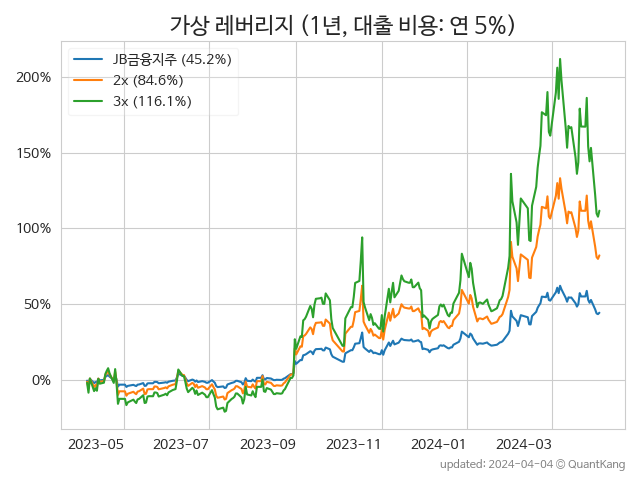 가상 레버리지 (1년, 대출 비용: 연 5%)
JB금융지주 (45.2%)
2x (84.6%)
3x (116.1%)
200%
150%
100%
50%
0%
2023−05 2023−07 2023−09 2023−11 2024−01 2024−03
updated: 2024-04-04 © QuantKang